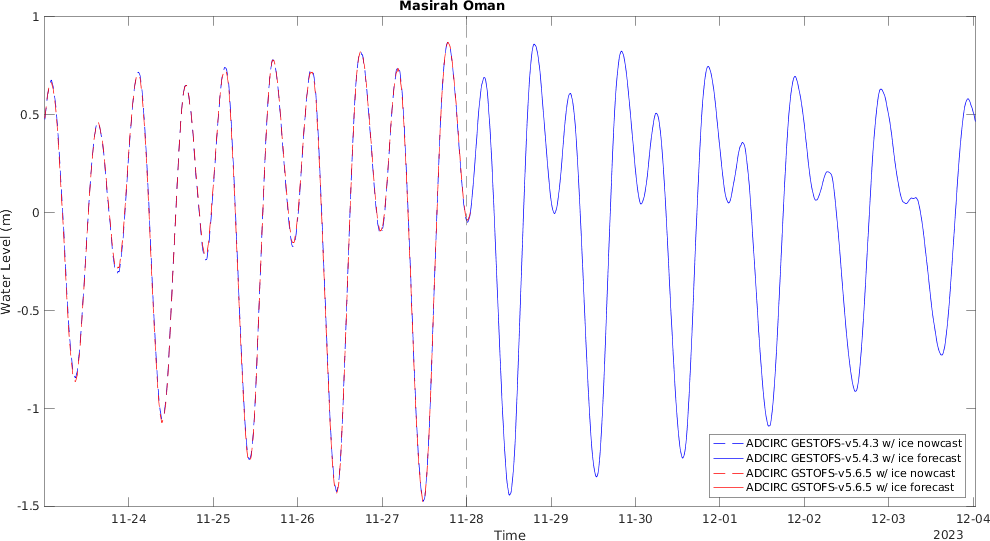 Masirah Oman
Water Level (m)
1
0.5
0
-0.5
-1
-1.5
11-24 11-25 11-26 11-27 11-28 11-29 11-30 12-01 12-02 12-03 12-04
Time
2023
ADCIRC GESTOFS-v5.4.3 w/ ice nowcast
ADCIRC GESTOFS-v5.4.3 w/ ice forecast
ADCIRC GSTOFS-v5.6.5 w/ ice nowcast
ADCIRC GSTOFS-v5.6.5 w/ ice forecast